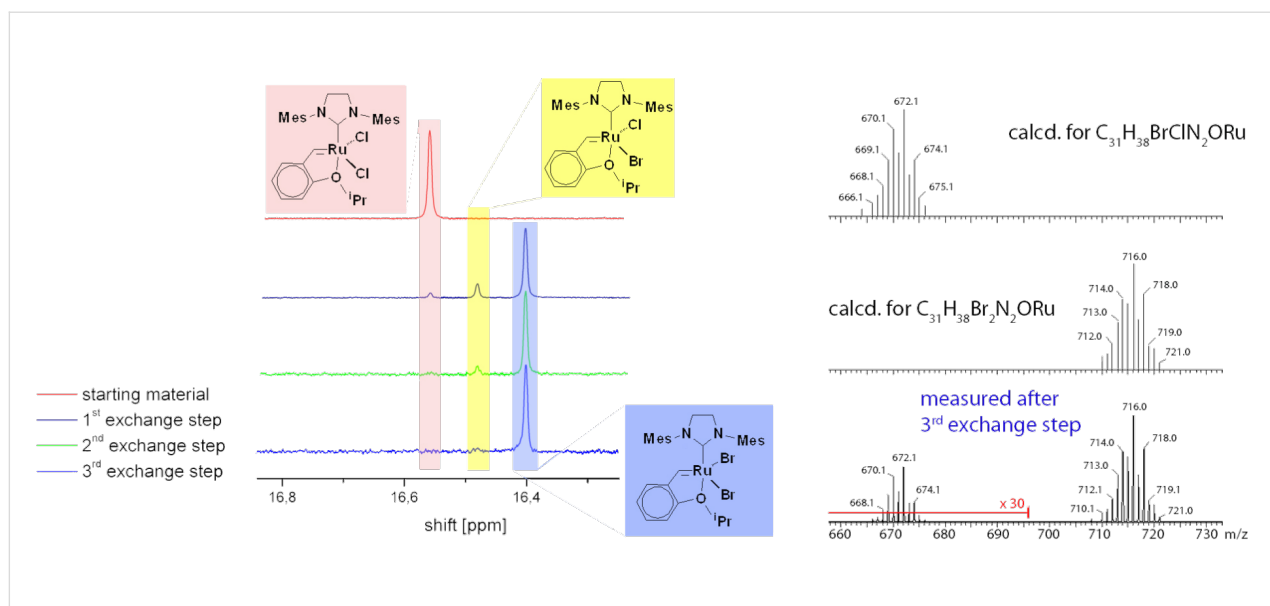 Mes
N
N
Mes
Ru
Cl
Cl
O
iPr
Mes
N
N
Mes
Ru
Cl
Br
O
iPr
starting material
1st exchange step
2nd exchange step
3rd exchange step
16,8
16,6
16,4
shift [ppm]
Mes
N
N
Mes
Ru
Br
Br
O
iPr
672.1
670.1
669.1
674.1
668.1
675.1
666.1
calcd. for C31H38BrClN2ORu
716.0
714.0
718.0
713.0
712.0
719.0
721.0
calcd. for C31H38Br2N2ORu
measured after
3rd exchange step
716.0
714.0
718.0
713.0
712.1
719.1
710.1
721.0
672.1
670.1
668.1
674.1
x 30
660
670
680
690
700
710
720
730
m/z